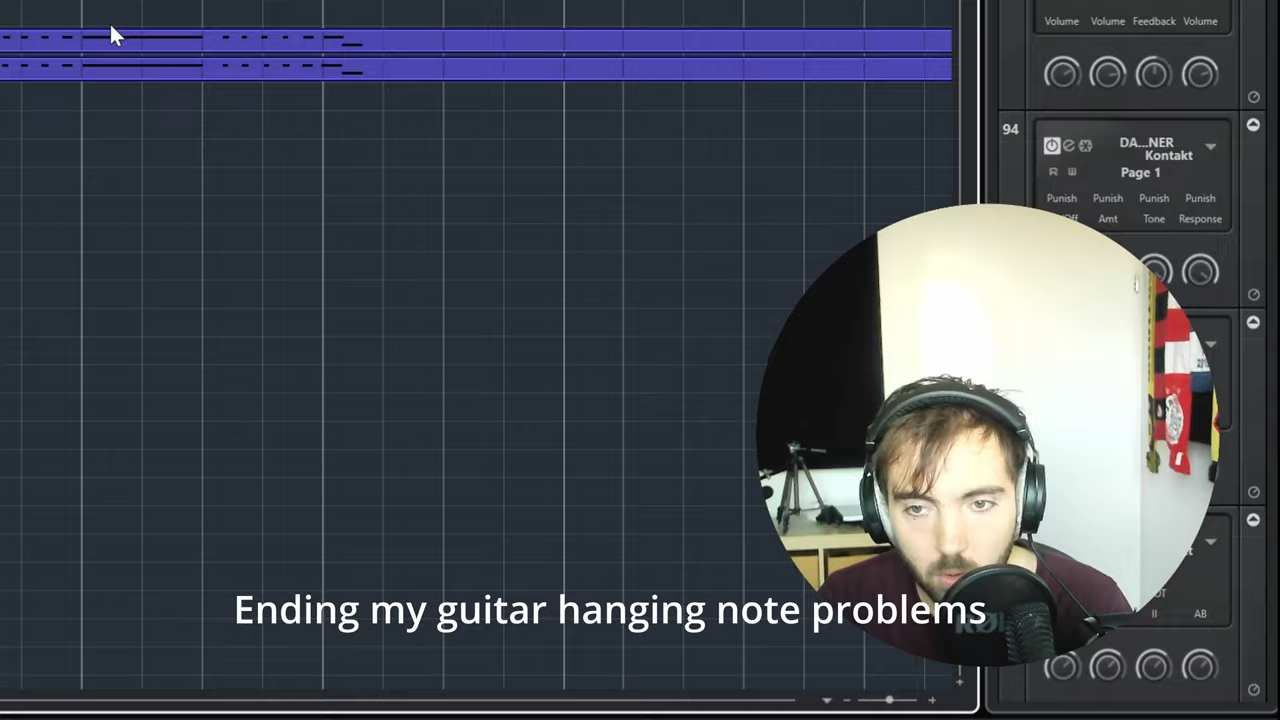 Volume Volume Feedback Volume
94
DA...NER
Kontakt
R W
Page 1
Punish Punish Punish Punish
Amt Tone Response
II AB
Ending my guitar hanging note problems